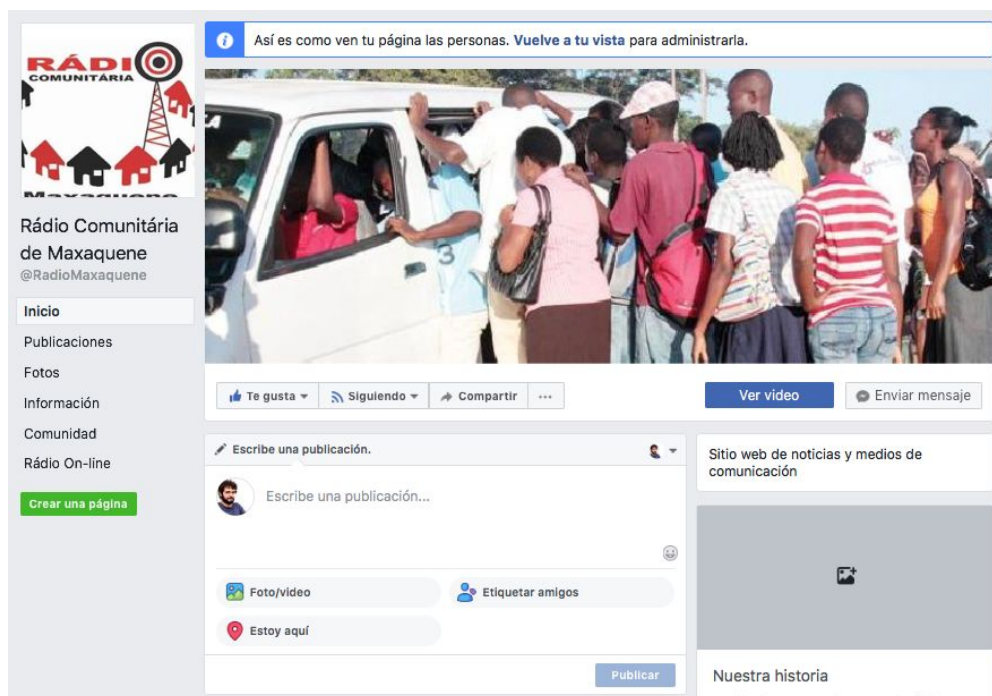 Así es como ven tu página las personas. Vuelve a tu vista para administrarla.
RÁDIO
COMUNITÁRIA
Maxaquene
Rádio Comunitária
de Maxaquene
@RadioMaxaquene
Inicio
Publicaciones
Fotos
Información
Comunidad
Rádio On-line
Crear una página
3
Te gusta
Siguiendo
Compartir
...
Ver video
Enviar mensaje
Escribe una publicación.
Escribe una publicación...
Foto/video
Etiquetar amigos
Estoy aquí
Publicar
Sitio web de noticias y medios de
comunicación
Nuestra historia